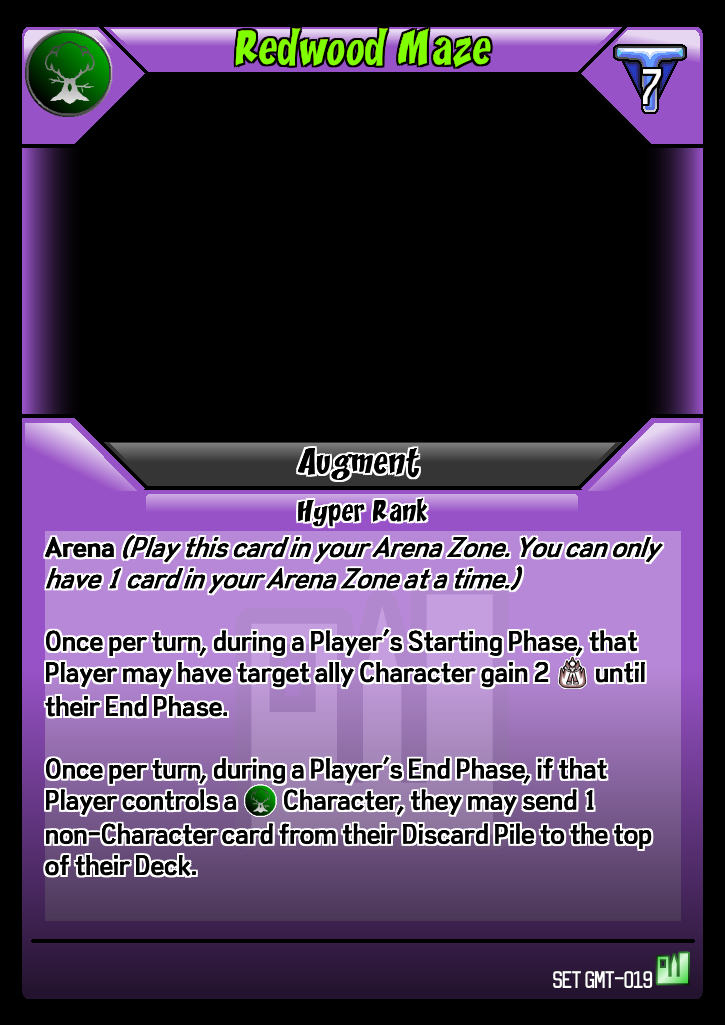 Redwood Maze
7
Augment
Hyper Rank
Arena (Play this card in your Arena Zone. You can only
have 1 card in your Arena Zone at a time.)
Once per turn, during a Player's Starting Phase, that
Player may have target ally Character gain 2 until
their End Phase.
Once per turn, during a Player's End Phase, if that
Player controls a Character, they may send 1
non-Character card from their Discard Pile to the top
of their Deck.
SET GMT-019